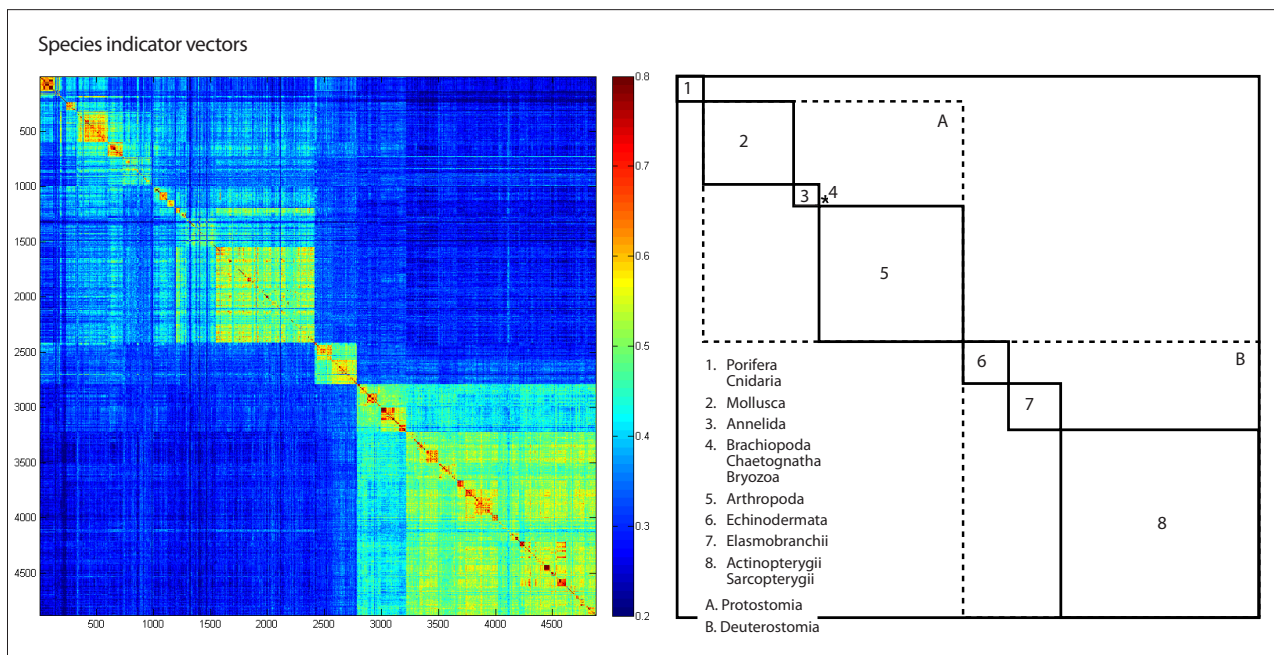 Species indicator vectors
500
1000
1500
2000
2500
3000
3500
4000
4500
500 1000 1500 2000 2500 3000 3500 4000 4500
0.8
0.7
0.6
0.5
0.4
0.3
0.2
1
A
2
3 *4
5
6
B
7
8
1. Porifera
Cnidaria
2. Mollusca
3. Annelida
4. Brachiopoda
Chaetognatha
Bryozoa
5. Arthropoda
6. Echinodermata
7. Elasmobranchii
8. Actinopterygii
Sarcopterygii
A. Protostomia
B. Deuterostomia